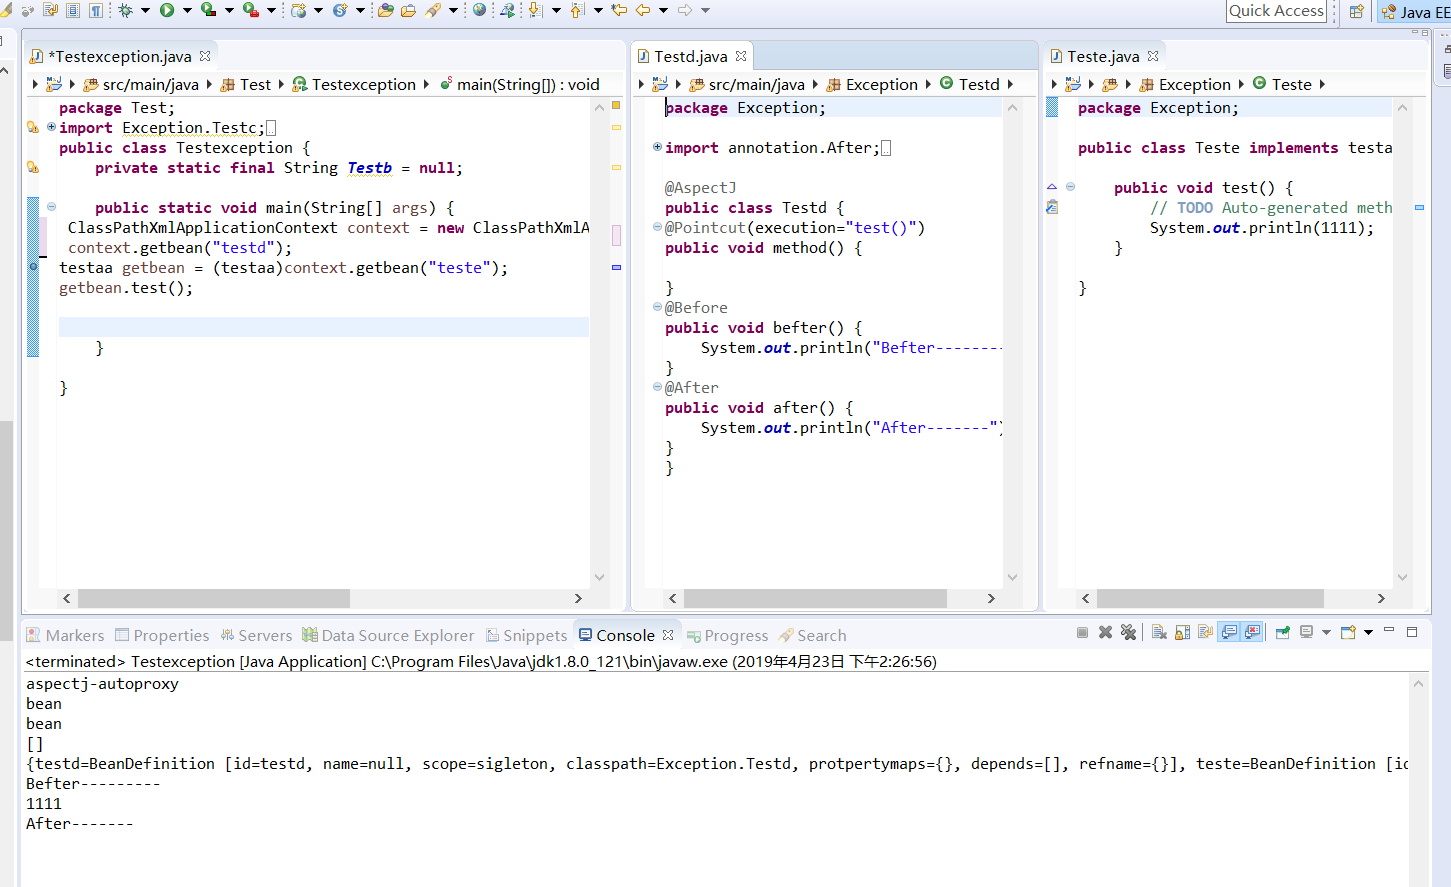 Quick Access
Java EE
*Testexception.java
src/main/java
Test
Testexception
main(String[]) : void
package Test;
import Exception.Testc;
public class Testexception {
private static final String Testb = null;
public static void main(String[] args) {
ClassPathXmlApplicationContext context = new ClassPathXmlA
context.getbean("testd");
testaa getbean = (testaa)context.getbean("teste");
getbean.test();
}
}
Testd.java
src/main/java
Exception
Testd
package Exception;
import annotation.After;
@AspectJ
public class Testd {
@Pointcut(execution="test()")
public void method() {
}
@Before
public void befter() {
System.out.println("Befter--------
}
@After
public void after() {
System.out.println("After-------")
}
}
Teste.java
Exception
Teste
package Exception;
public class Teste implements testa
public void test() {
// TODO Auto-generated meth
System.out.println(1111);
}
}
Markers
Properties
Servers
Data Source Explorer
Snippets
Console
Progress
Search
<terminated> Testexception [Java Application] C:\Program Files\Java\jdk1.8.0_121\bin\javaw.exe (2019年4月23日 下午2:26:56)
aspectj-autoproxy
bean
bean
[]
{testd=BeanDefinition [id=testd, name=null, scope=sigleton, classpath=Exception.Testd, protpertymaps={}, depends=[], refname={}], teste=BeanDefinition [id
Befter---------
1111
After-------